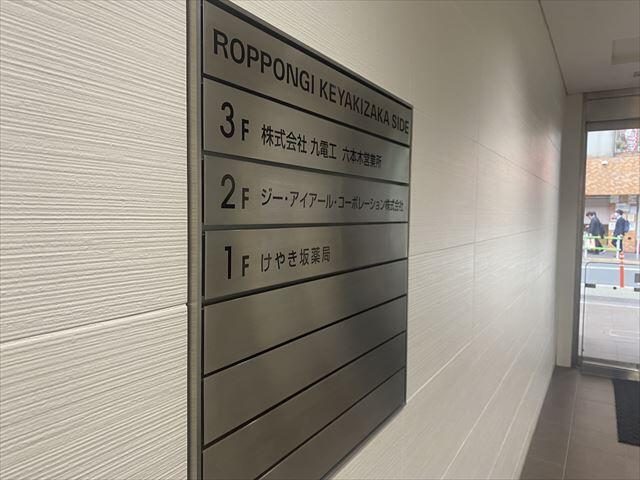 ROPPONGI KEYAKIZAKA SIDE
3F 株式会社 九電工 六本木営業所
2F ジー・アイアール・コーポレーション株式会社
1F けやき坂薬局